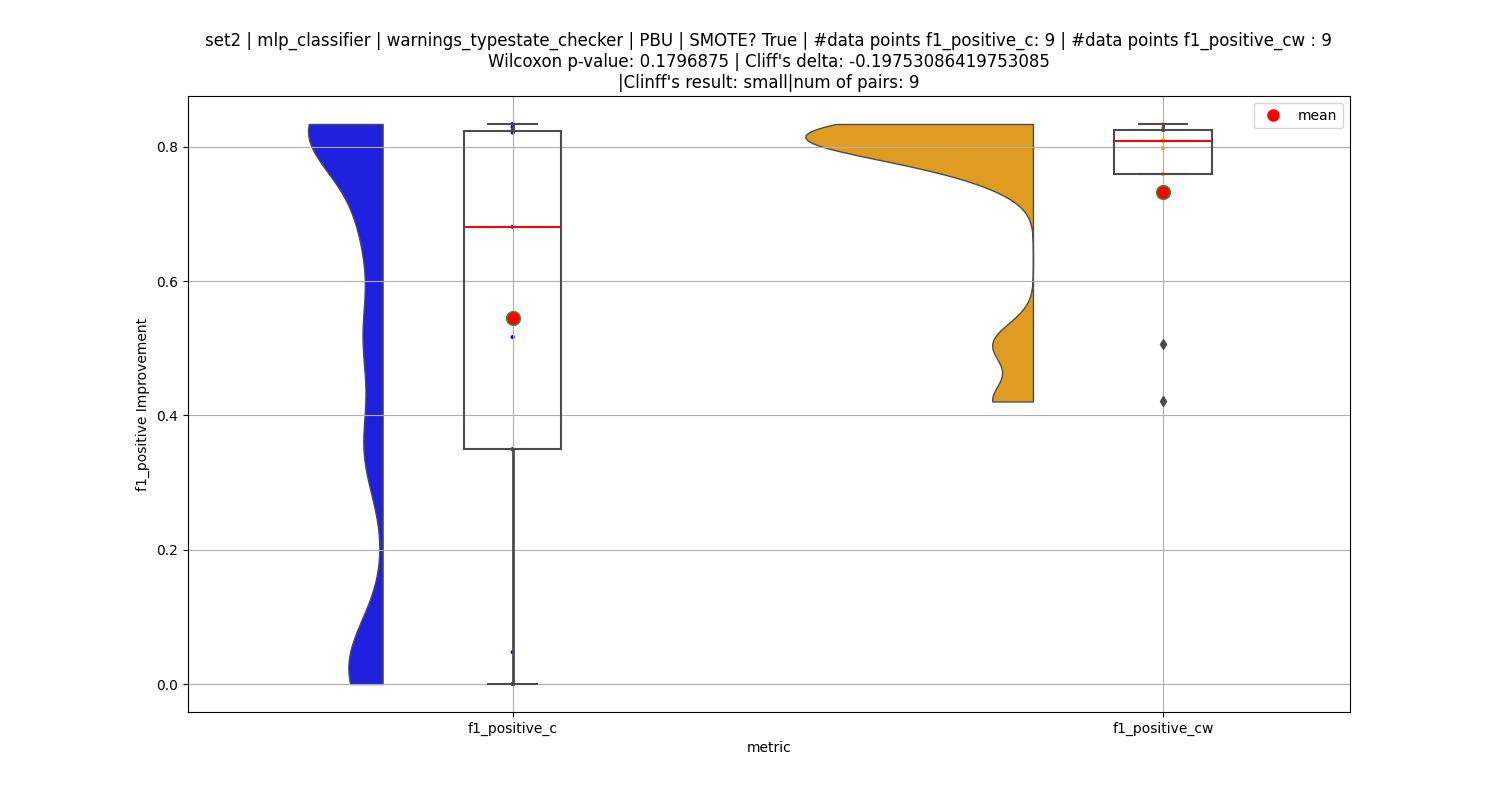 set2 | mlp_classifier | warnings_typestate_checker | PBU | SMOTE? True | #data points f1_positive_c: 9 | #data points f1_positive_cw : 9
Wilcoxon p-value: 0.1796875 | Cliff's delta: -0.19753086419753085
|Clinff's result: small|num of pairs: 9
mean
0.8
0.6
0.4
0.2
0.0
f1_positive Improvement
f1_positive_c
f1_positive_cw
metric